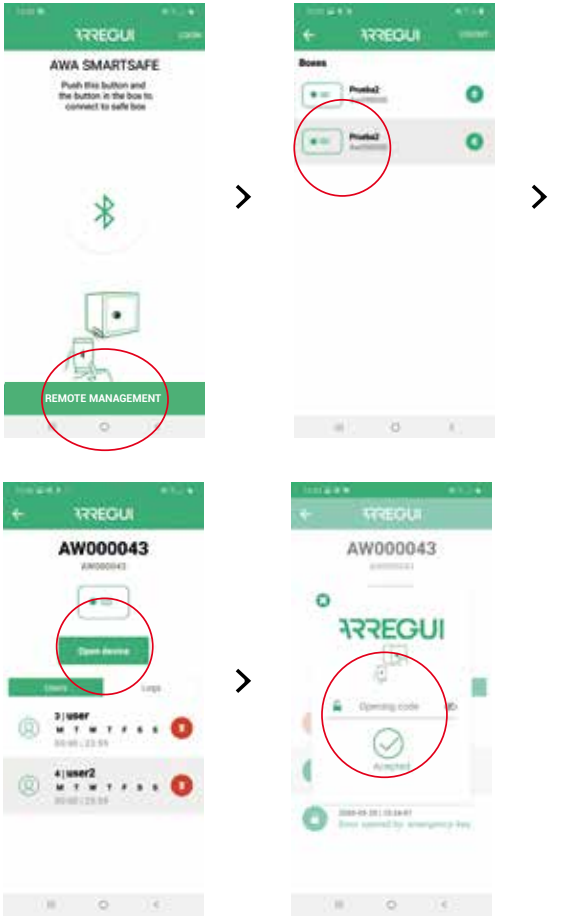 ARREGUI
LOGIN
AWA SMARTSAFE
Push this button and
the button in the box to
connect to safe box
REMOTE MANAGEMENT
ARREGUI
LOGOUT
Boxes
Prueba2
Prueba2
ARREGUI
AW000043
AW000043
Open device
Users
Logs
3 | user
M T W T F S S
00:00 | 23:59
4 | user2
M T W T F S S
00:00 | 23:59
ARREGUI
AW000043
AW000043
ARREGUI
Opening code
Accepted
Door opened by emergency key